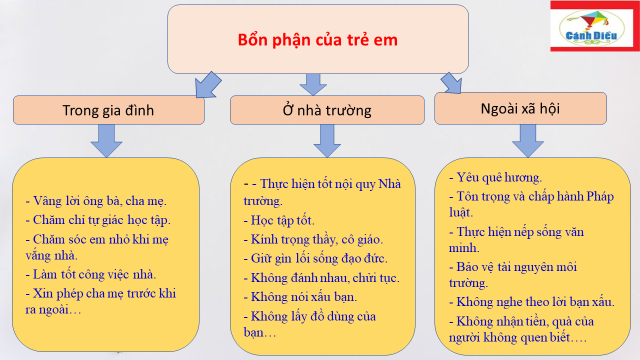 Bổn phận của trẻ em
Cánh Diều
Trong gia đình
Ở nhà trường
Ngoài xã hội
- Vâng lời ông bà, cha mẹ.
- Chăm chỉ tự giác học tập.
- Chăm sóc em nhỏ khi mẹ
vắng nhà.
- Làm tốt công việc nhà.
- Xin phép cha mẹ trước khi
ra ngoài…
- - Thực hiện tốt nội quy Nhà
trường.
- Học tập tốt.
- Kính trọng thầy, cô giáo.
- Giữ gìn lối sống đạo đức.
- Không đánh nhau, chửi tục.
- Không nói xấu bạn.
- Không lấy đồ dùng của
bạn…
- Yêu quê hương.
- Tôn trọng và chấp hành Pháp
luật.
- Thực hiện nếp sống văn
minh.
- Bảo vệ tài nguyên môi
trường.
- Không nghe theo lời bạn xấu.
- Không nhận tiền, quà của
người không quen biết….